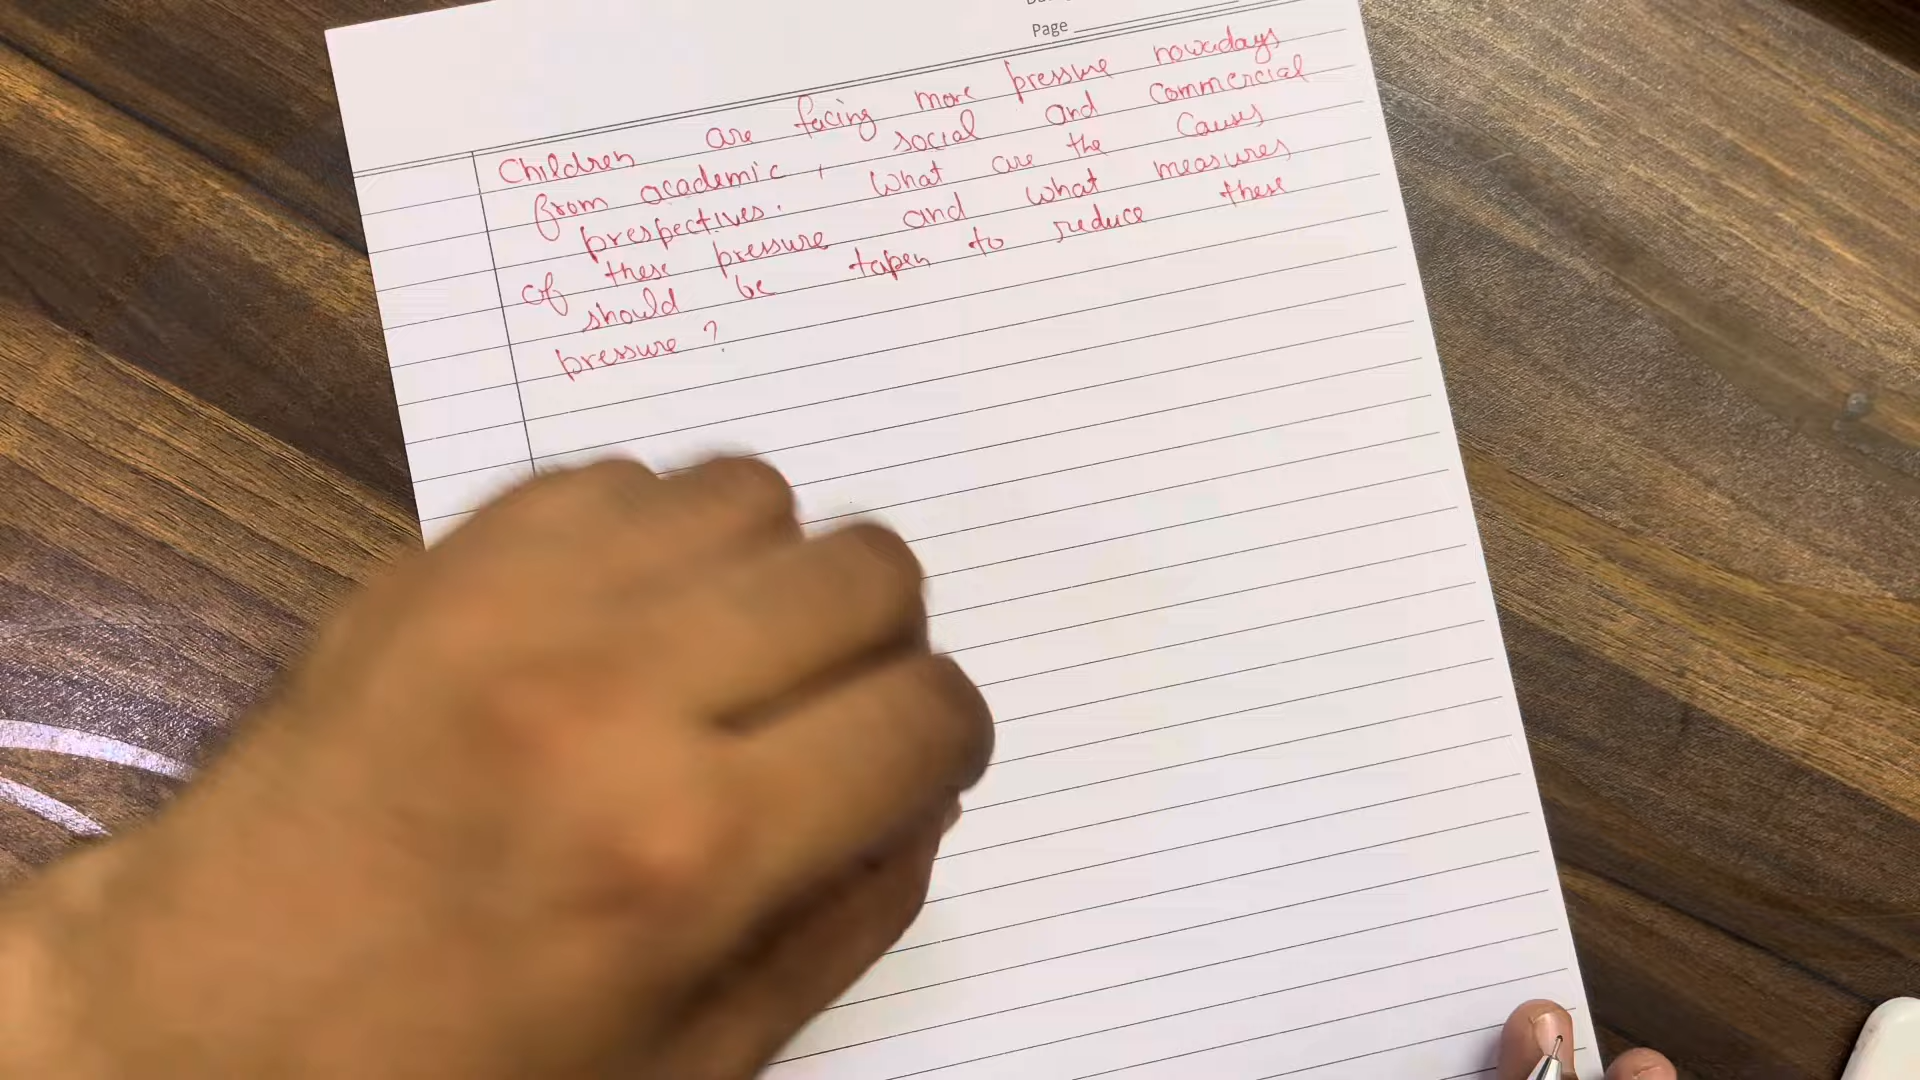 Page
Children are facing more pressure nowadays
from academic, social and commercial
prespectives. What are the causes
of these pressure and what measures
should be tapen to reduce these
pressure?